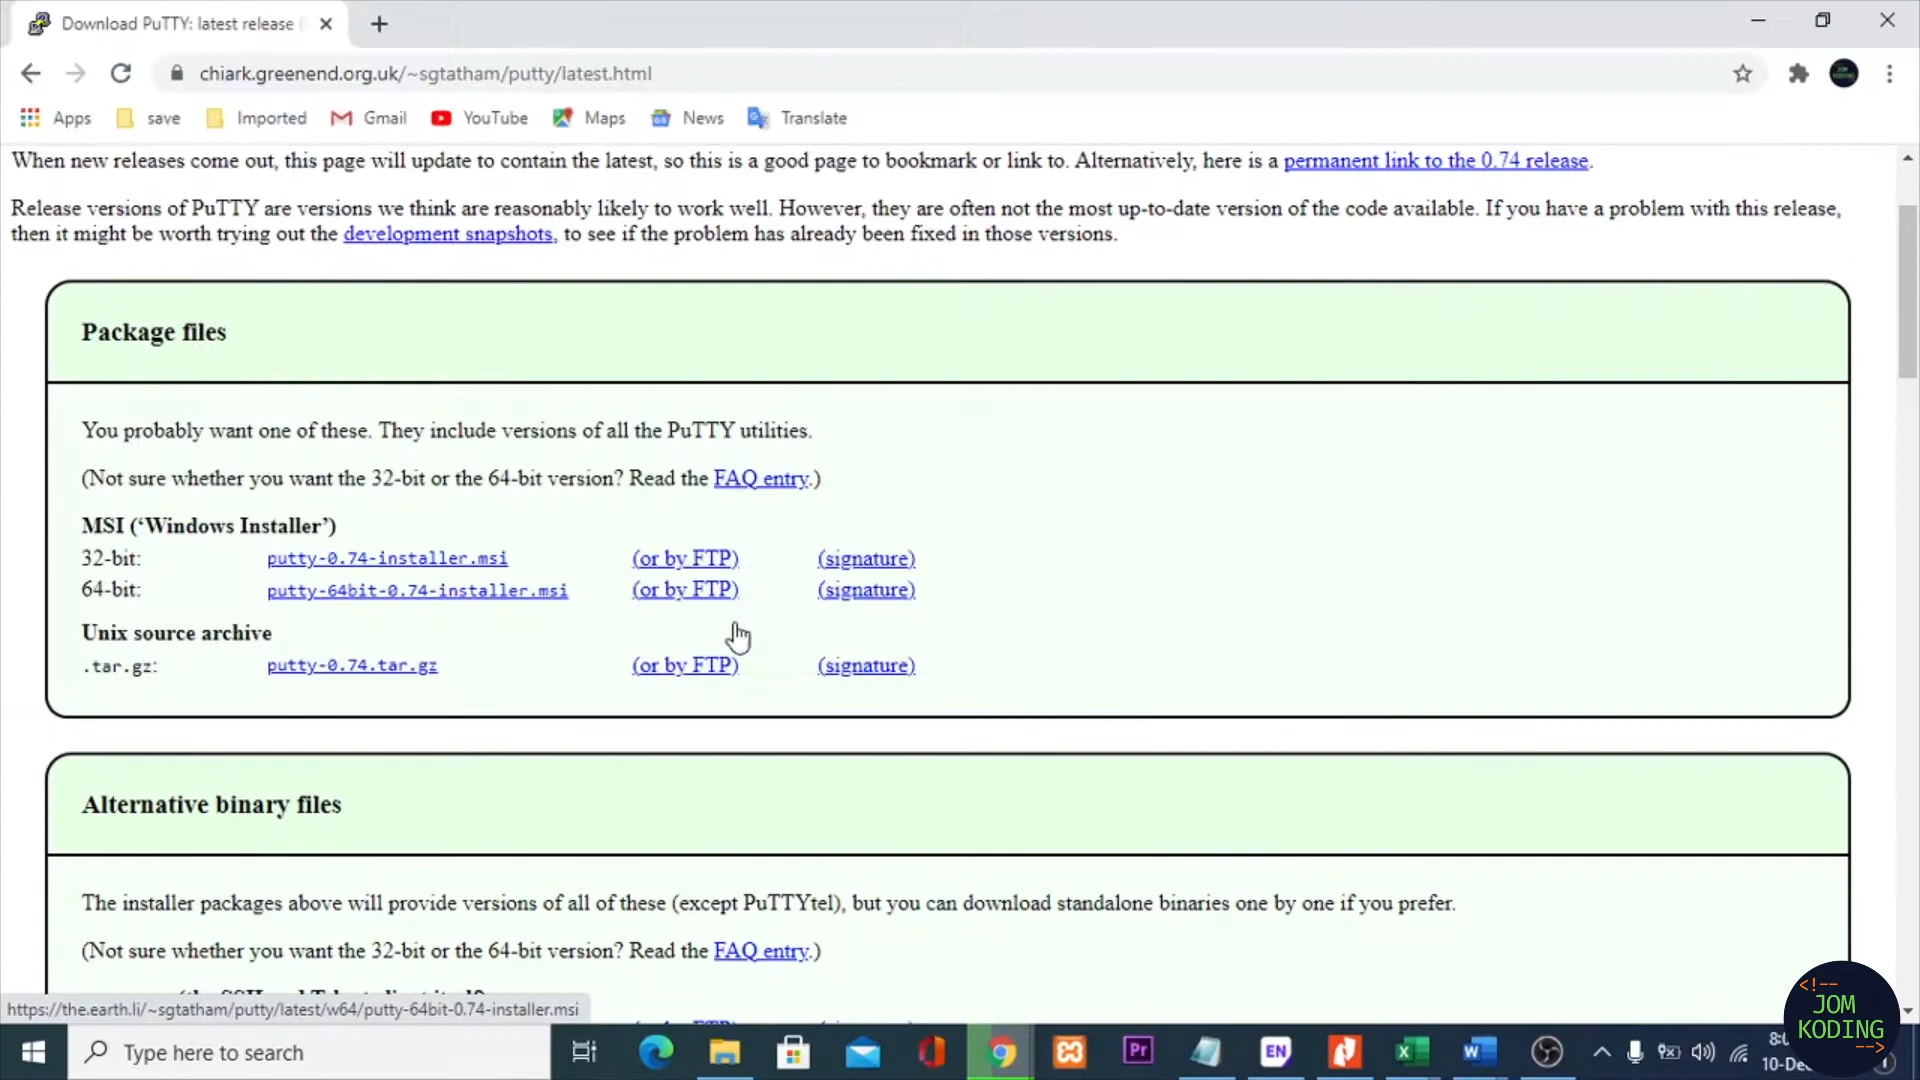 Download PuTTY: latest release
chiark.greenend.org.uk/~sgtatham/putty/latest.html
Apps save Imported Gmail YouTube Maps News Translate
When new releases come out, this page will update to contain the latest, so this is a good page to bookmark or link to. Alternatively, here is a permanent link to the 0.74 release.
Release versions of PuTTY are versions we think are reasonably likely to work well. However, they are often not the most up-to-date version of the code available. If you have a problem with this release,
then it might be worth trying out the development snapshots, to see if the problem has already been fixed in those versions.
Package files
You probably want one of these. They include versions of all the PuTTY utilities.
(Not sure whether you want the 32-bit or the 64-bit version? Read the FAQ entry.)
MSI (‘Windows Installer’)
32-bit: putty-0.74-installer.msi (or by FTP) (signature)
64-bit: putty-64bit-0.74-installer.msi (or by FTP) (signature)
Unix source archive
.tar.gz: putty-0.74.tar.gz (or by FTP) (signature)
Alternative binary files
The installer packages above will provide versions of all of these (except PuTTYtel), but you can download standalone binaries one by one if you prefer.
(Not sure whether you want the 32-bit or the 64-bit version? Read the FAQ entry.)
https://the.earth.li/~sgtatham/putty/latest/w64/putty-64bit-0.74-installer.msi
<!--
JOM
KODING
-->
Type here to search
Pr
EN
8:0
10-De